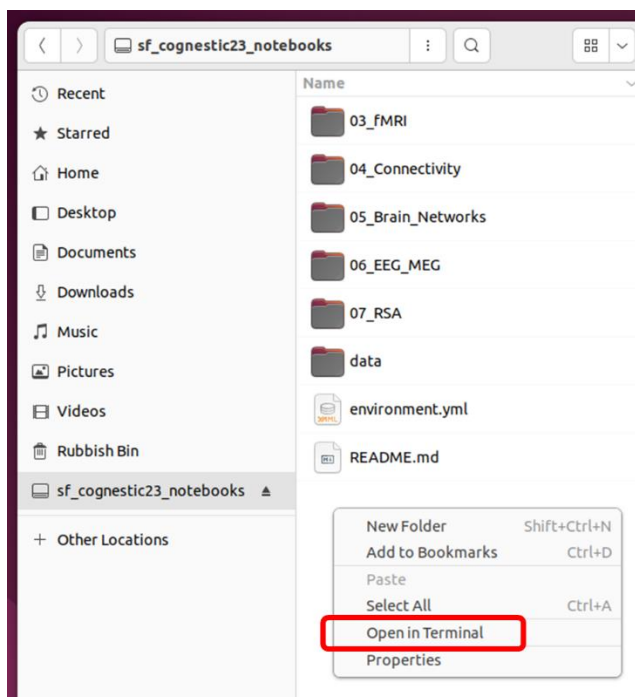 sf_cognestic23_notebooks
Name
Recent
Starred
Home
Desktop
Documents
Downloads
Music
Pictures
Videos
Rubbish Bin
sf_cognestic23_notebooks
Other Locations
03_fMRI
04_Connectivity
05_Brain_Networks
06_EEG_MEG
07_RSA
data
environment.yml
README.md
New Folder Shift+Ctrl+N
Add to Bookmarks Ctrl+D
Paste
Select All Ctrl+A
Open in Terminal
Properties